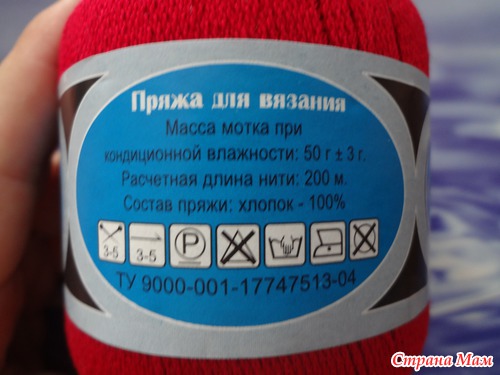 Пряжа для вязания
Масса мотка при
кондиционной влажности: 50 г ± 3 г.
Расчетная длина нити: 200 м.
Состав пряжи: хлопок - 100%
3-5 3-5 P
ТУ 9000-001-17747513-04
Страна Мам